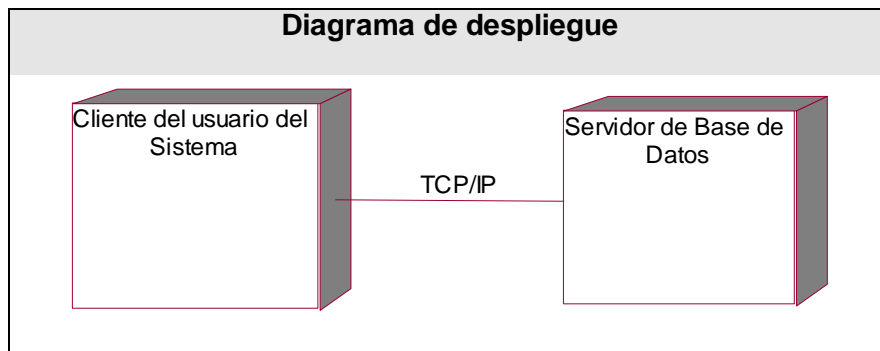 Diagrama de despliegue
Cliente del usuario del
Sistema
TCP/IP
Servidor de Base de
Datos